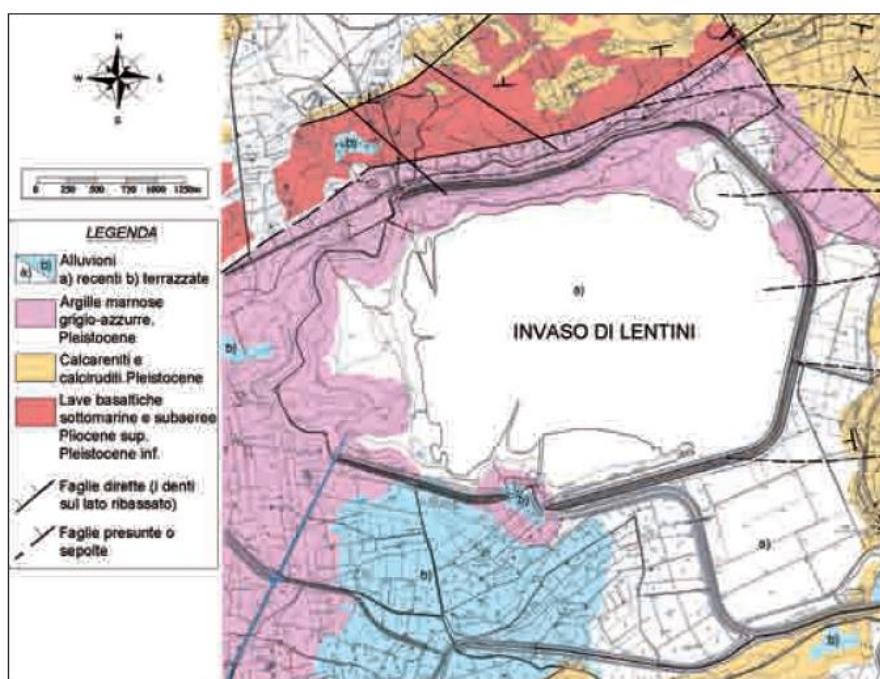 N
W
S
0 250 500 750 1000 1250m
LEGENDA
a) b) Alluvioni
a) recenti b) terrazzate
Argille marnose
grigio-azzurre,
Pleistocene
Calcareniti e
calciruditi.Pleistocene
Lave basaltiche
sottomarine e subaeree
Pliocene sup.
Pleistocene inf.
Faglie dirette (i denti
sul lato ribassato)
Faglie presunte o
sepolte
b)
a)
INVASO DI LENTINI
b)
b)
a)
b)
b)